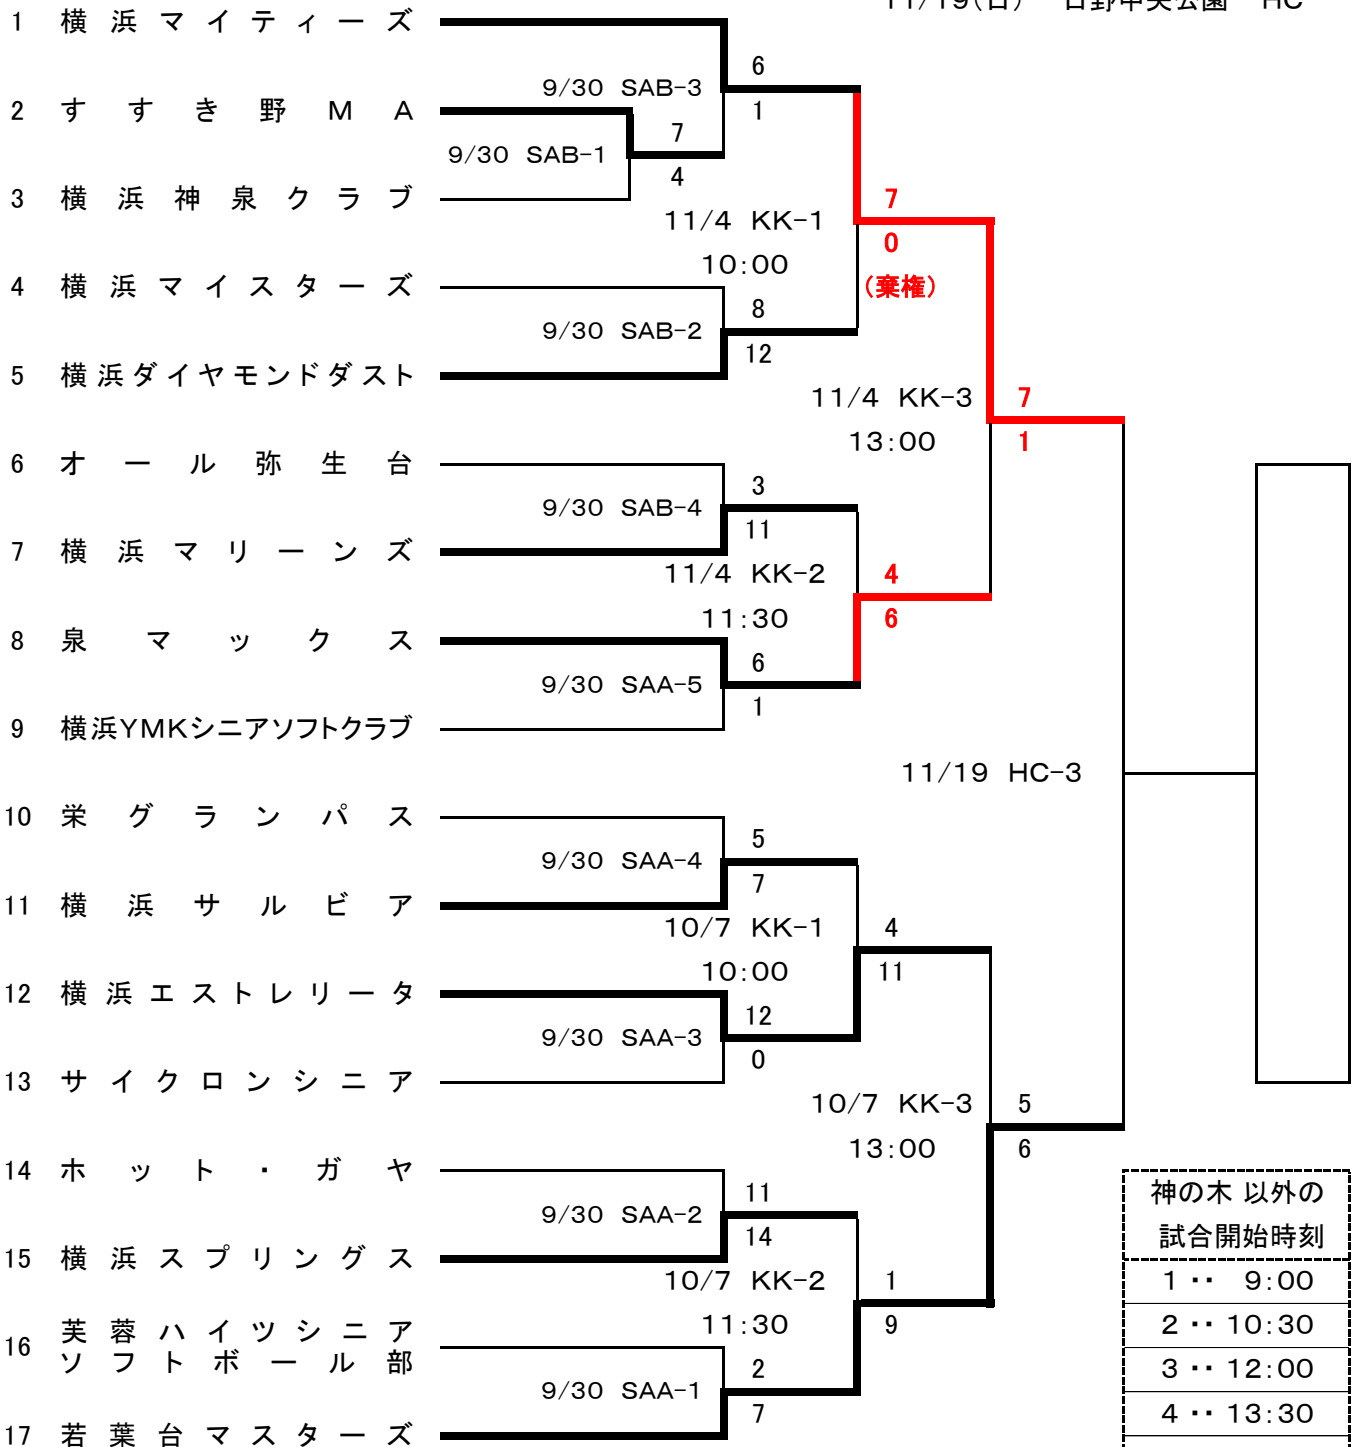 11/19(日) 日野中央公園 HC
1 横浜マイティーズ
6
9/30 SAB-3
2 すすき野MA
1
7
9/30 SAB-1
4
3 横浜神泉クラブ
7
11/4 KK-1
0
10:00
4 横浜マイスターズ
(棄権)
8
9/30 SAB-2
12
5 横浜ダイヤモンドダスト
11/4 KK-3
7
13:00
1
6 オール弥生台
3
9/30 SAB-4
11
7 横浜マリーンズ
11/4 KK-2
4
11:30
6
8 泉マックス
6
9/30 SAA-5
1
9 横浜YMKシニアソフトクラブ
11/19 HC-3
10 栄グランパス
5
9/30 SAA-4
7
11 横浜サルビア
10/7 KK-1
4
10:00
11
12 横浜エストレリータ
12
9/30 SAA-3
0
13 サイクロンシニア
10/7 KK-3
5
13:00
6
14 ホット・ガヤ
11
9/30 SAA-2
14
15 横浜スプリングス
10/7 KK-2
1
11:30
9
16 芙蓉ハイツシニア
ソフトボール部
2
9/30 SAA-1
7
17 若葉台マスターズ
神の木 以外の
試合開始時刻
1 ‥ 9:00
2 ‥ 10:30
3 ‥ 12:00
4 ‥ 13:30